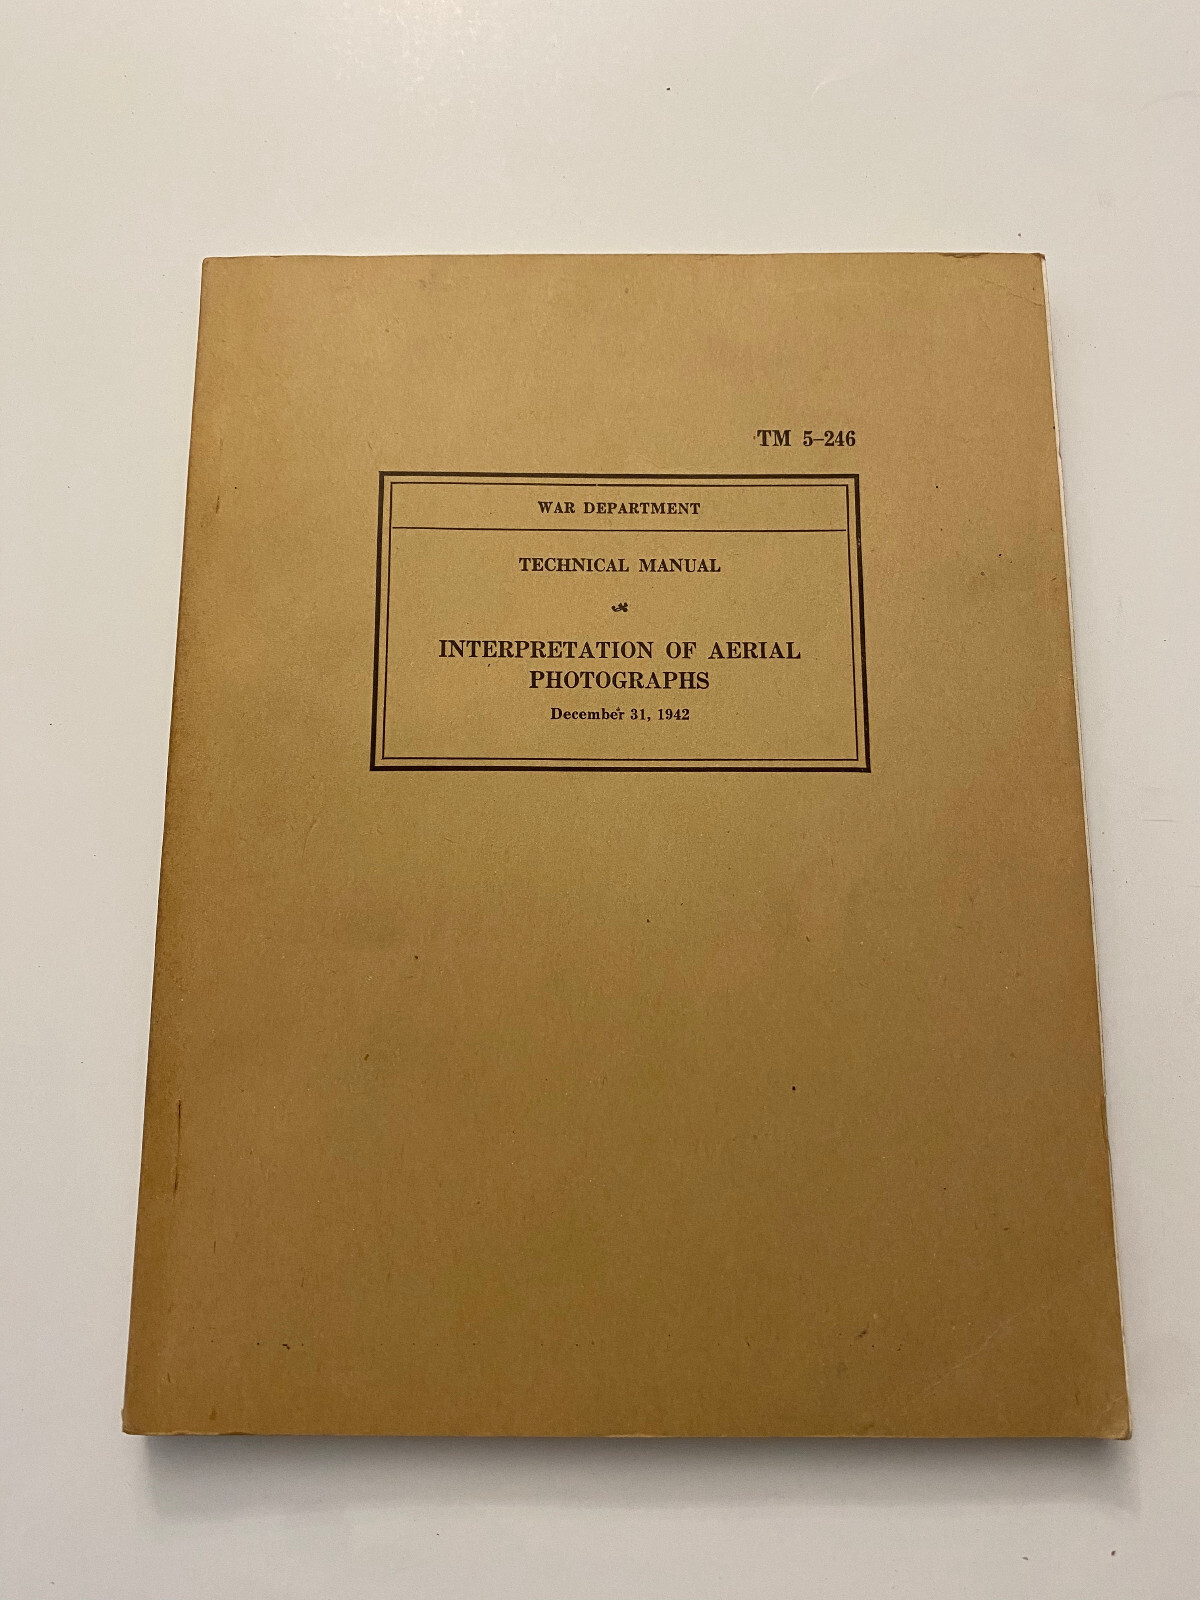 TM 5–246
WAR DEPARTMENT
TECHNICAL MANUAL
INTERPRETATION OF AERIAL
PHOTOGRAPHS
December 31, 1942